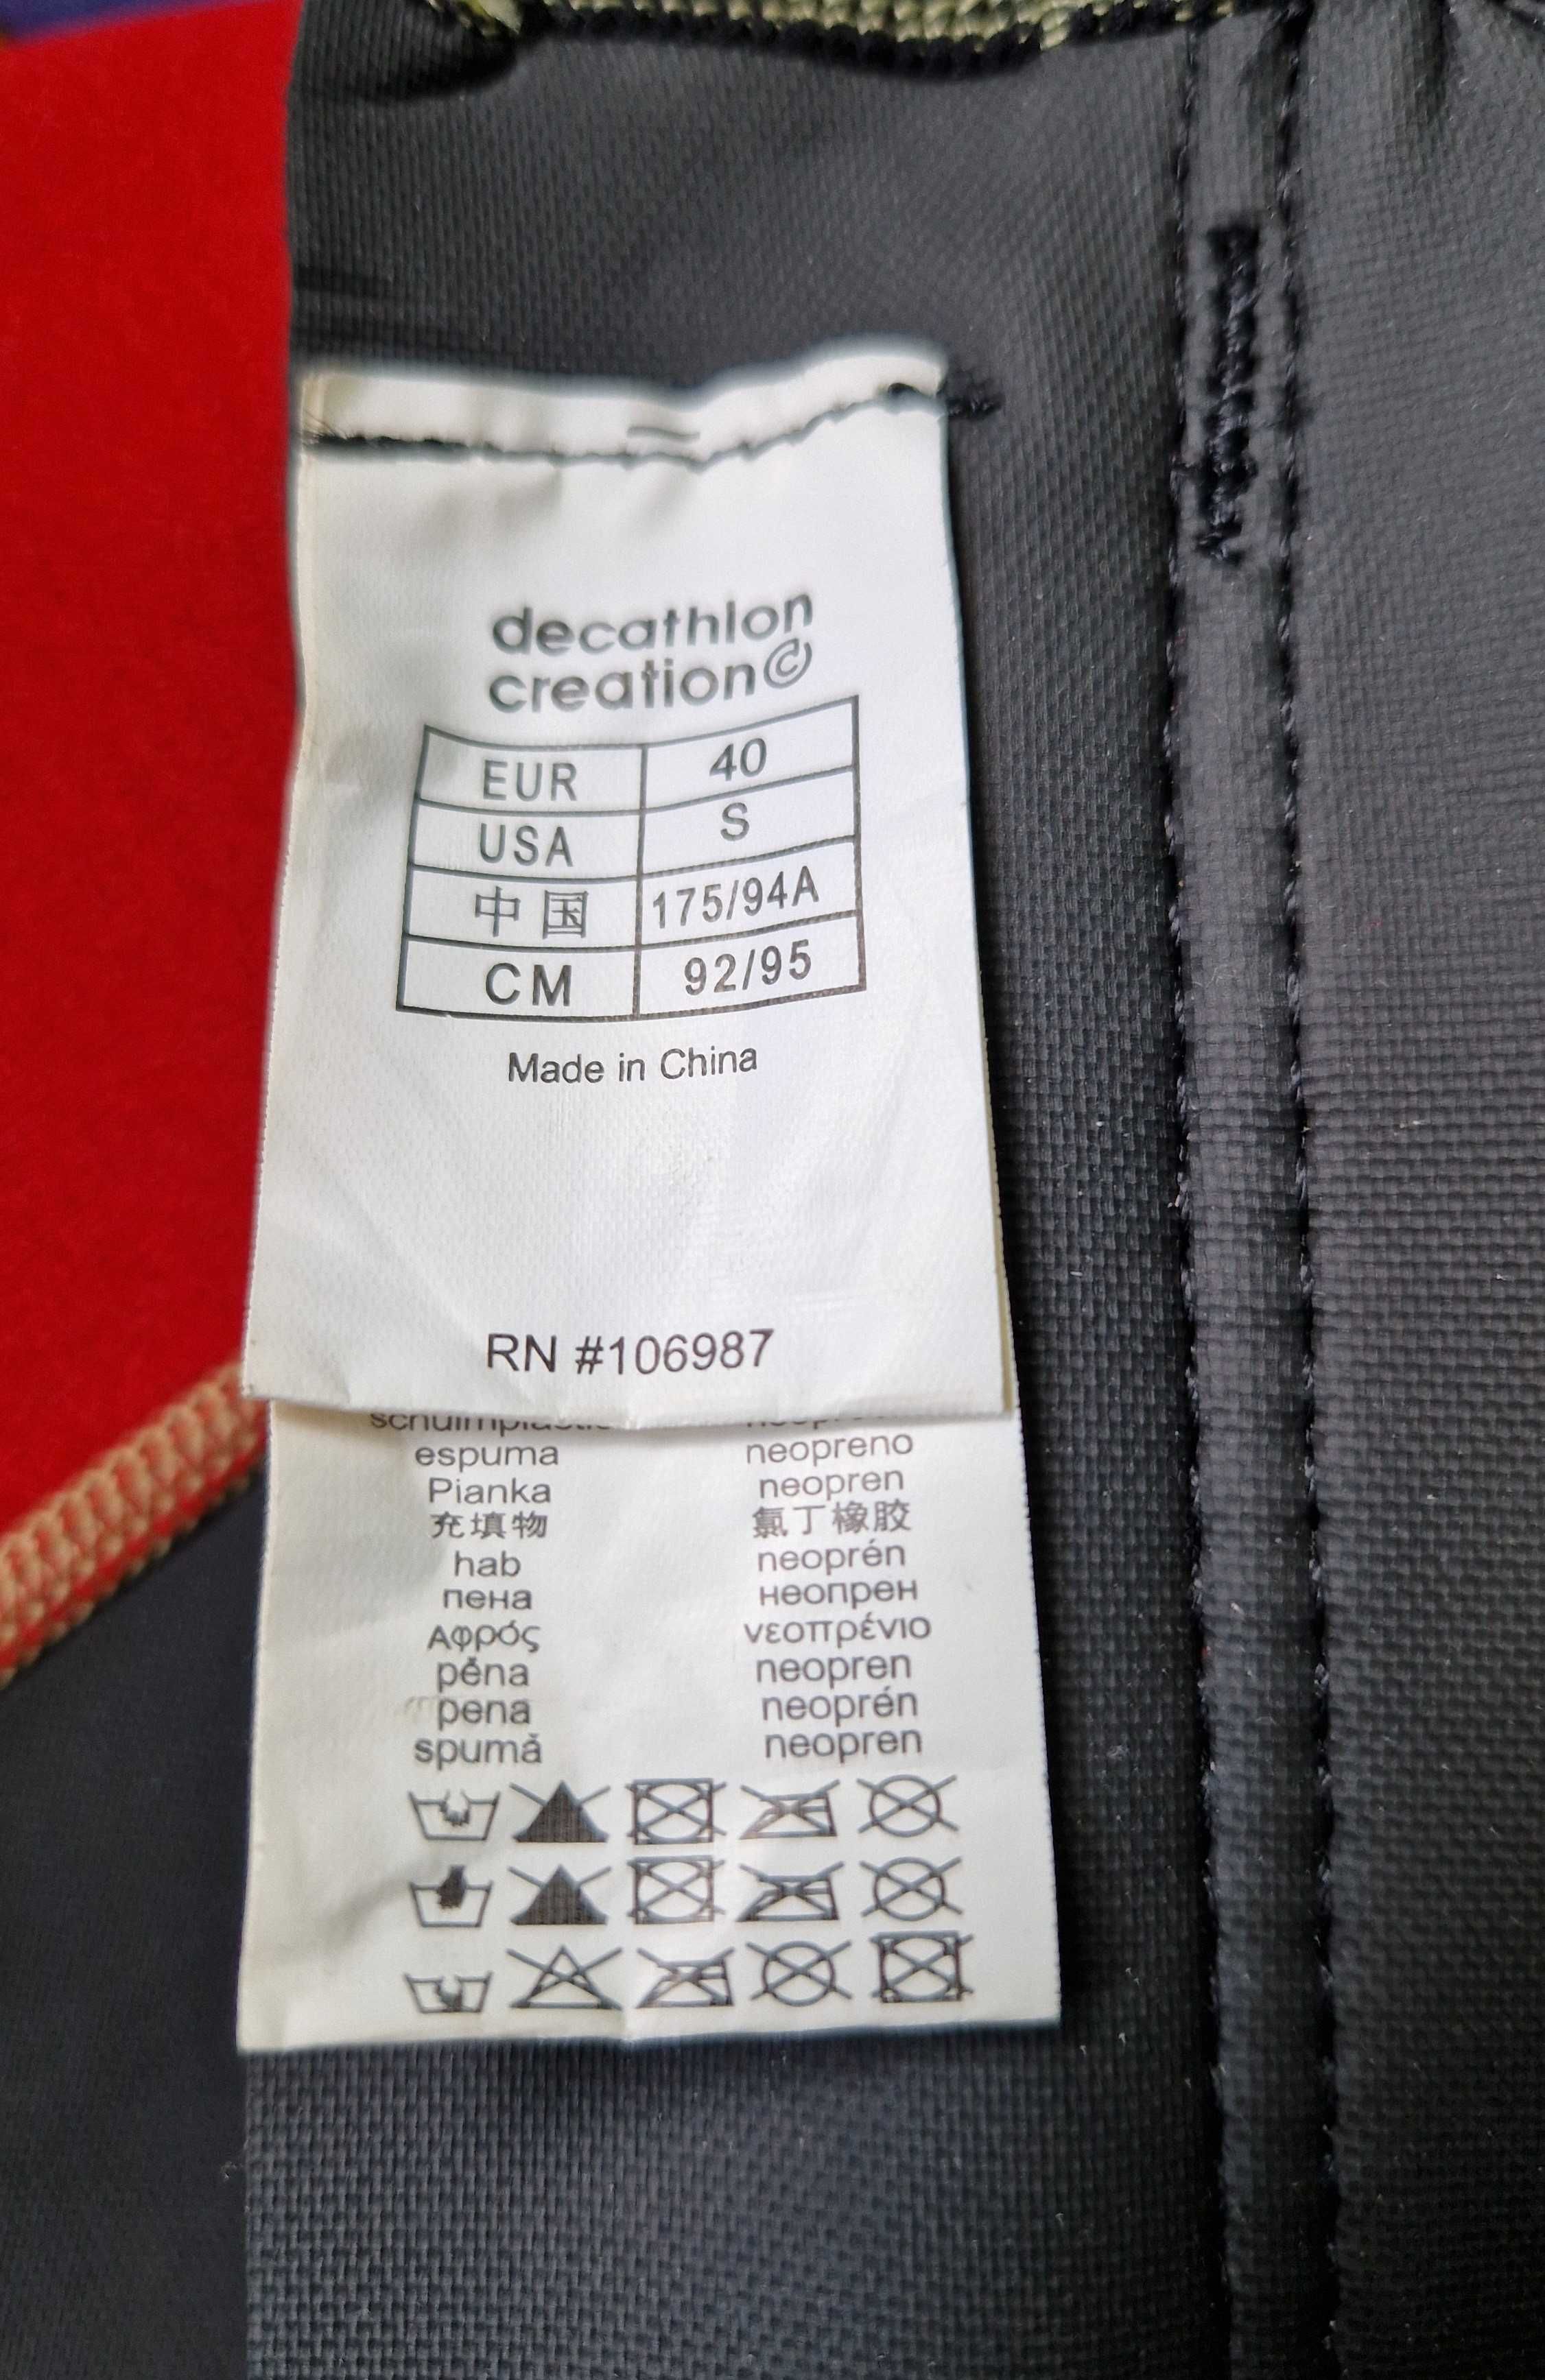 decathlon
creation©
EUR 40
USA S
中国 175/94A
CM 92/95
Made in China
RN #106987
espuma neopreno
Pianka neopren
充填物 氯丁橡胶
hab neoprén
пена неопрен
Αφρός νεοπρένιο
pěna neopren
pena neoprén
spumă neopren